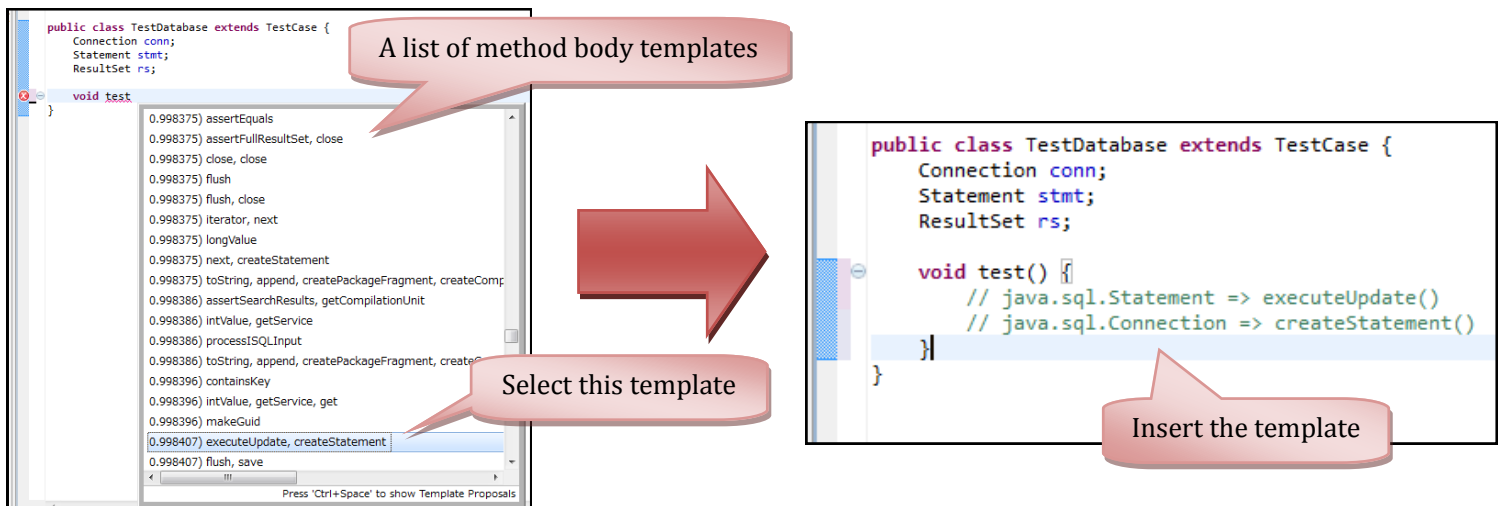 public class TestDatabase extends TestCase {
Connection conn;
Statement stmt;
ResultSet rs;
void test
}
A list of method body templates
0.998375) assertEquals
0.998375) assertFullResultSet, close
0.998375) close, close
0.998375) flush
0.998375) flush, close
0.998375) iterator, next
0.998375) longValue
0.998375) next, createStatement
0.998375) toString, append, createPackageFragment, createComp
0.998386) assertSearchResults, getCompilationUnit
0.998386) intValue, getService
0.998386) processISQLInput
0.998386) toString, append, createPackageFragment,
0.998396) containsKey
0.998396) intValue, getService, get
0.998396) makeGuid
0.998407) executeUpdate, createStatement
0.998407) flush, save
Press 'Ctrl+Space' to show Template Proposals
Select this template
public class TestDatabase extends TestCase {
Connection conn;
Statement stmt;
ResultSet rs;
void test() {
// java.sql.Statement => executeUpdate()
// java.sql.Connection => createStatement()
}
}
Insert the template